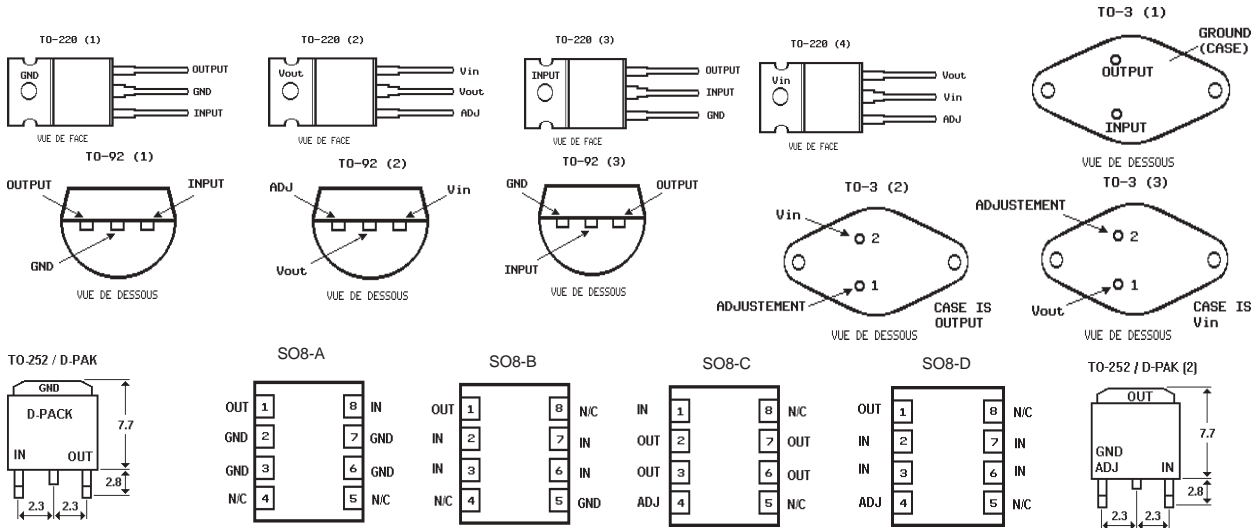 TO-220 (1)
GND
OUTPUT
GND
INPUT
VUE DE FACE
TO-220 (2)
Vout
Vin
Vout
ADJ
VUE DE FACE
TO-220 (3)
INPUT
OUTPUT
INPUT
GND
VUE DE FACE
TO-220 (4)
Vin
Vout
Vin
ADJ
VUE DE FACE
TO-3 (1)
GROUND
(CASE)
OUTPUT
INPUT
VUE DE DESSOUS
TO-92 (1)
OUTPUT
INPUT
GND
VUE DE DESSOUS
TO-92 (2)
ADJ
Vin
Vout
VUE DE DESSOUS
TO-92 (3)
GND
OUTPUT
INPUT
VUE DE DESSOUS
TO-3 (2)
Vin
2
1
ADJUSTEMENT
CASE IS
OUTPUT
VUE DE DESSOUS
TO-3 (3)
ADJUSTEMENT
2
1
Vout
CASE IS
Vin
VUE DE DESSOUS
TO-252 / D-PAK
GND
D-PACK
IN OUT
7.7
2.8
2.3 2.3
SO8-A
OUT 1 8 IN
GND 2 7 GND
GND 3 6 GND
N/C 4 5 N/C
SO8-B
OUT 1 8 N/C
IN 2 7 IN
IN 3 6 IN
N/C 4 5 GND
SO8-C
IN 1 8 N/C
OUT 2 7 OUT
OUT 3 6 OUT
ADJ 4 5 N/C
SO8-D
OUT 1 8 N/C
IN 2 7 IN
IN 3 6 IN
ADJ 4 5 N/C
TO-252 / D-PAK (2)
OUT
GND
ADJ IN
7.7
2.8
2.3 2.3